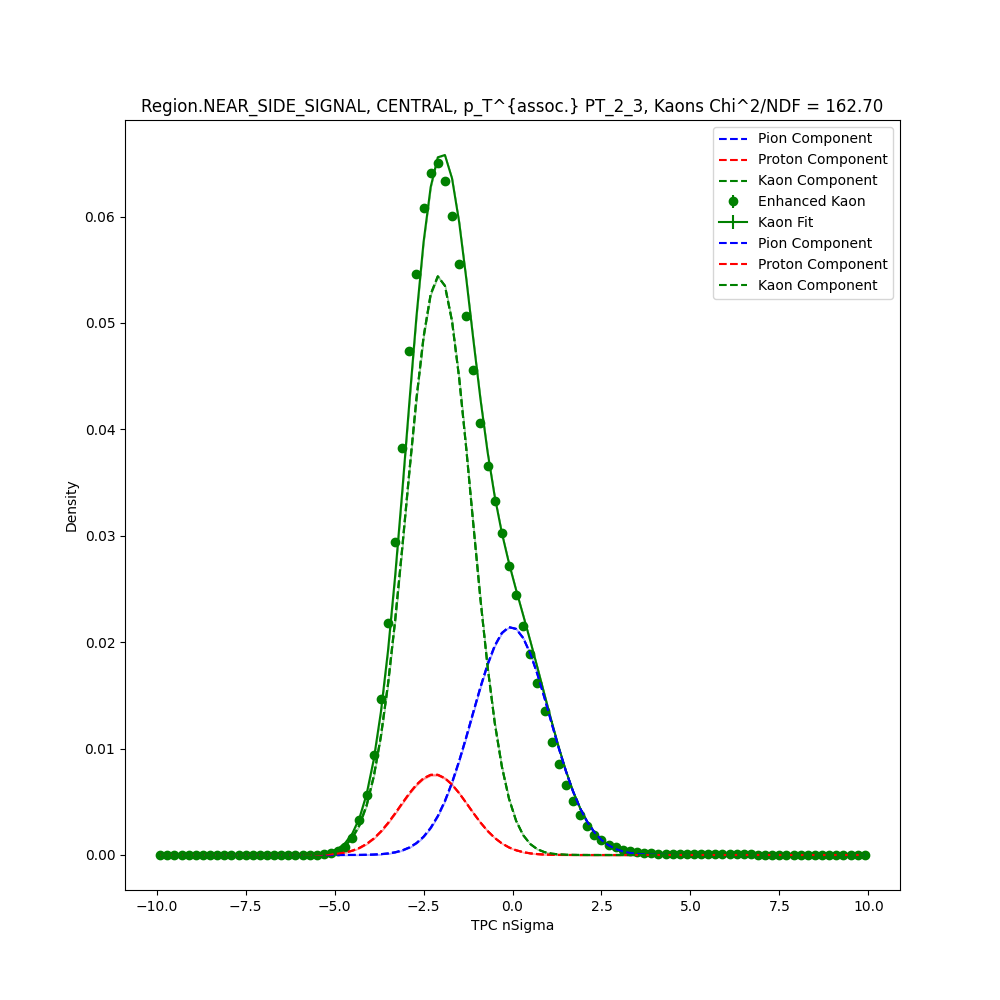 Region.NEAR_SIDE_SIGNAL, CENTRAL, p_T^{assoc.} PT_2_3, Kaons Chi^2/NDF = 162.70
Pion Component
Proton Component
Kaon Component
Enhanced Kaon
Kaon Fit
Pion Component
Proton Component
Kaon Component
0.06
0.05
0.04
0.03
0.02
0.01
0.00
Density
−10.0 −7.5 −5.0 −2.5 0.0 2.5 5.0 7.5 10.0
TPC nSigma